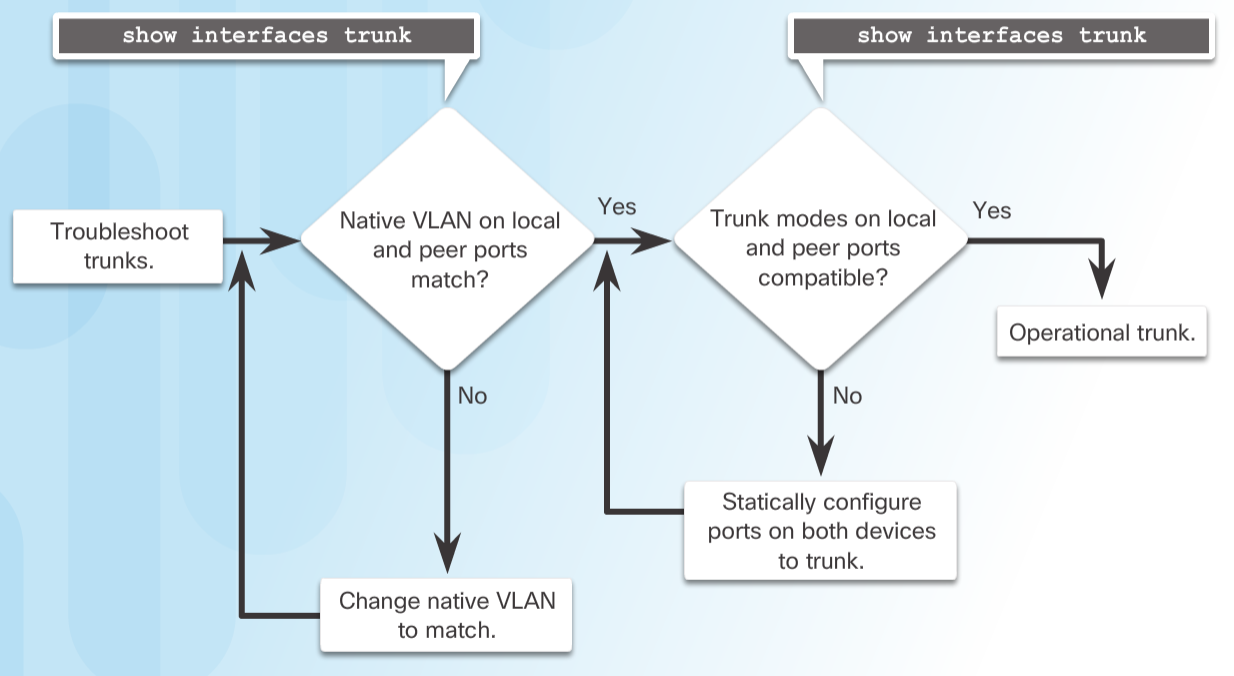 show interfaces trunk
show interfaces trunk
Troubleshoot
trunks.
Native VLAN on local
and peer ports
match?
Yes
Trunk modes on local
and peer ports
compatible?
Yes
Operational trunk.
No
No
Statically configure
ports on both devices
to trunk.
Change native VLAN
to match.